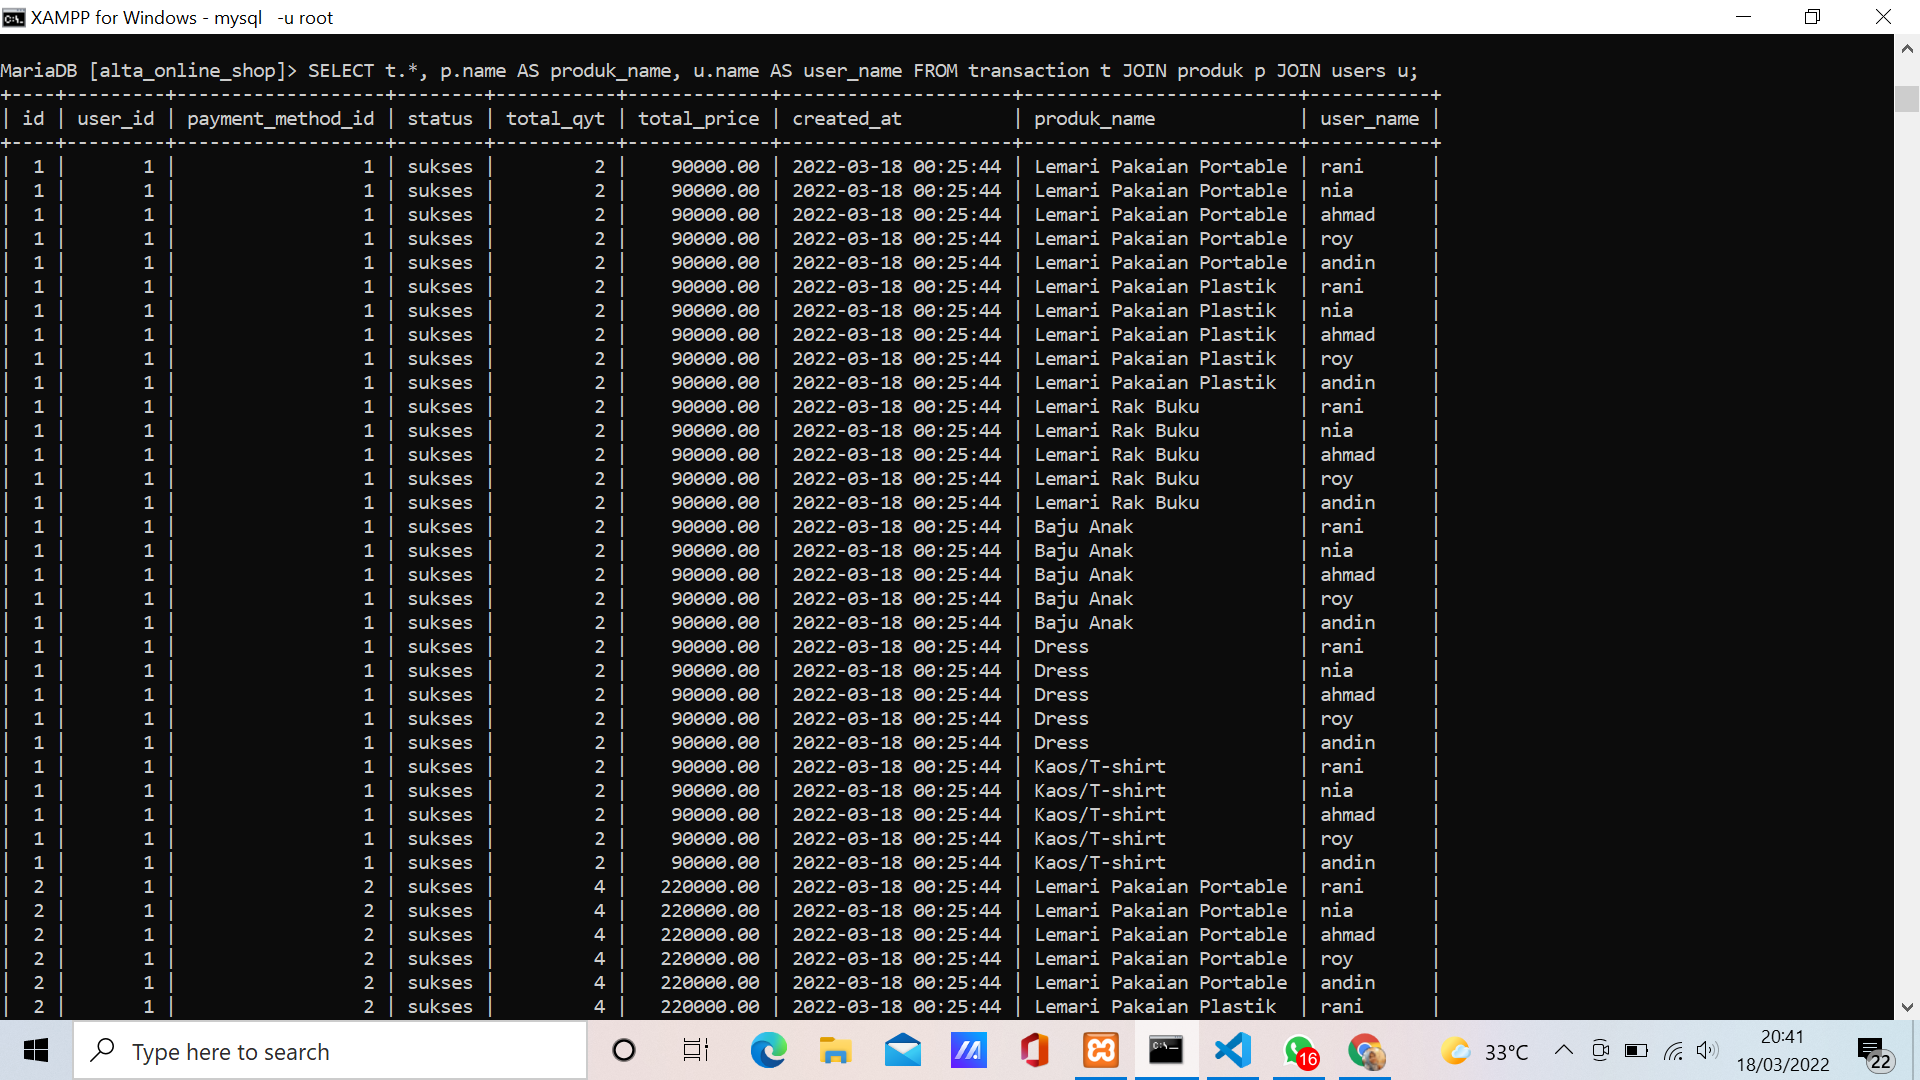 XAMPP for Windows - mysql  -u root
MariaDB [alta_online_shop]> SELECT t.*, p.name AS produk_name, u.name AS user_name FROM transaction t JOIN produk p JOIN users u;
+----+---------+-------------------+--------+-----------+-------------+---------------------+-------------------------+-----------+
| id | user_id | payment_method_id | status | total_qyt | total_price | created_at          | produk_name             | user_name |
+----+---------+-------------------+--------+-----------+-------------+---------------------+-------------------------+-----------+
|  1 |       1 |                 1 | sukses |         2 |    90000.00 | 2022-03-18 00:25:44 | Lemari Pakaian Portable | rani      |
|  1 |       1 |                 1 | sukses |         2 |    90000.00 | 2022-03-18 00:25:44 | Lemari Pakaian Portable | nia       |
|  1 |       1 |                 1 | sukses |         2 |    90000.00 | 2022-03-18 00:25:44 | Lemari Pakaian Portable | ahmad     |
|  1 |       1 |                 1 | sukses |         2 |    90000.00 | 2022-03-18 00:25:44 | Lemari Pakaian Portable | roy       |
|  1 |       1 |                 1 | sukses |         2 |    90000.00 | 2022-03-18 00:25:44 | Lemari Pakaian Portable | andin     |
|  1 |       1 |                 1 | sukses |         2 |    90000.00 | 2022-03-18 00:25:44 | Lemari Pakaian Plastik  | rani      |
|  1 |       1 |                 1 | sukses |         2 |    90000.00 | 2022-03-18 00:25:44 | Lemari Pakaian Plastik  | nia       |
|  1 |       1 |                 1 | sukses |         2 |    90000.00 | 2022-03-18 00:25:44 | Lemari Pakaian Plastik  | ahmad     |
|  1 |       1 |                 1 | sukses |         2 |    90000.00 | 2022-03-18 00:25:44 | Lemari Pakaian Plastik  | roy       |
|  1 |       1 |                 1 | sukses |         2 |    90000.00 | 2022-03-18 00:25:44 | Lemari Pakaian Plastik  | andin     |
|  1 |       1 |                 1 | sukses |         2 |    90000.00 | 2022-03-18 00:25:44 | Lemari Rak Buku         | rani      |
|  1 |       1 |                 1 | sukses |         2 |    90000.00 | 2022-03-18 00:25:44 | Lemari Rak Buku         | nia       |
|  1 |       1 |                 1 | sukses |         2 |    90000.00 | 2022-03-18 00:25:44 | Lemari Rak Buku         | ahmad     |
|  1 |       1 |                 1 | sukses |         2 |    90000.00 | 2022-03-18 00:25:44 | Lemari Rak Buku         | roy       |
|  1 |       1 |                 1 | sukses |         2 |    90000.00 | 2022-03-18 00:25:44 | Lemari Rak Buku         | andin     |
|  1 |       1 |                 1 | sukses |         2 |    90000.00 | 2022-03-18 00:25:44 | Baju Anak               | rani      |
|  1 |       1 |                 1 | sukses |         2 |    90000.00 | 2022-03-18 00:25:44 | Baju Anak               | nia       |
|  1 |       1 |                 1 | sukses |         2 |    90000.00 | 2022-03-18 00:25:44 | Baju Anak               | ahmad     |
|  1 |       1 |                 1 | sukses |         2 |    90000.00 | 2022-03-18 00:25:44 | Baju Anak               | roy       |
|  1 |       1 |                 1 | sukses |         2 |    90000.00 | 2022-03-18 00:25:44 | Baju Anak               | andin     |
|  1 |       1 |                 1 | sukses |         2 |    90000.00 | 2022-03-18 00:25:44 | Dress                   | rani      |
|  1 |       1 |                 1 | sukses |         2 |    90000.00 | 2022-03-18 00:25:44 | Dress                   | nia       |
|  1 |       1 |                 1 | sukses |         2 |    90000.00 | 2022-03-18 00:25:44 | Dress                   | ahmad     |
|  1 |       1 |                 1 | sukses |         2 |    90000.00 | 2022-03-18 00:25:44 | Dress                   | roy       |
|  1 |       1 |                 1 | sukses |         2 |    90000.00 | 2022-03-18 00:25:44 | Dress                   | andin     |
|  1 |       1 |                 1 | sukses |         2 |    90000.00 | 2022-03-18 00:25:44 | Kaos/T-shirt            | rani      |
|  1 |       1 |                 1 | sukses |         2 |    90000.00 | 2022-03-18 00:25:44 | Kaos/T-shirt            | nia       |
|  1 |       1 |                 1 | sukses |         2 |    90000.00 | 2022-03-18 00:25:44 | Kaos/T-shirt            | ahmad     |
|  1 |       1 |                 1 | sukses |         2 |    90000.00 | 2022-03-18 00:25:44 | Kaos/T-shirt            | roy       |
|  1 |       1 |                 1 | sukses |         2 |    90000.00 | 2022-03-18 00:25:44 | Kaos/T-shirt            | andin     |
|  2 |       1 |                 2 | sukses |         4 |   220000.00 | 2022-03-18 00:25:44 | Lemari Pakaian Portable | rani      |
|  2 |       1 |                 2 | sukses |         4 |   220000.00 | 2022-03-18 00:25:44 | Lemari Pakaian Portable | nia       |
|  2 |       1 |                 2 | sukses |         4 |   220000.00 | 2022-03-18 00:25:44 | Lemari Pakaian Portable | ahmad     |
|  2 |       1 |                 2 | sukses |         4 |   220000.00 | 2022-03-18 00:25:44 | Lemari Pakaian Portable | roy       |
|  2 |       1 |                 2 | sukses |         4 |   220000.00 | 2022-03-18 00:25:44 | Lemari Pakaian Portable | andin     |
|  2 |       1 |                 2 | sukses |         4 |   220000.00 | 2022-03-18 00:25:44 | Lemari Pakaian Plastik  | rani      |
Type here to search
16
33°C
20:41
18/03/2022
22